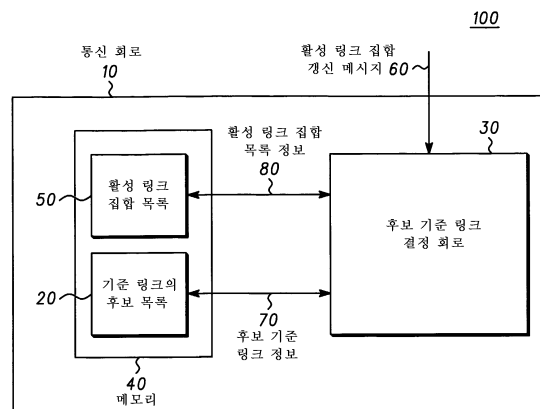 100
통신 회로
10
활성 링크 집합
갱신 메시지 60
30
활성 링크 집합
목록 정보
80
활성 링크
집합 목록
50
후보 기준 링크
결정 회로
기준 링크의
후보 목록
20
70
후보 기준
링크 정보
40
메모리